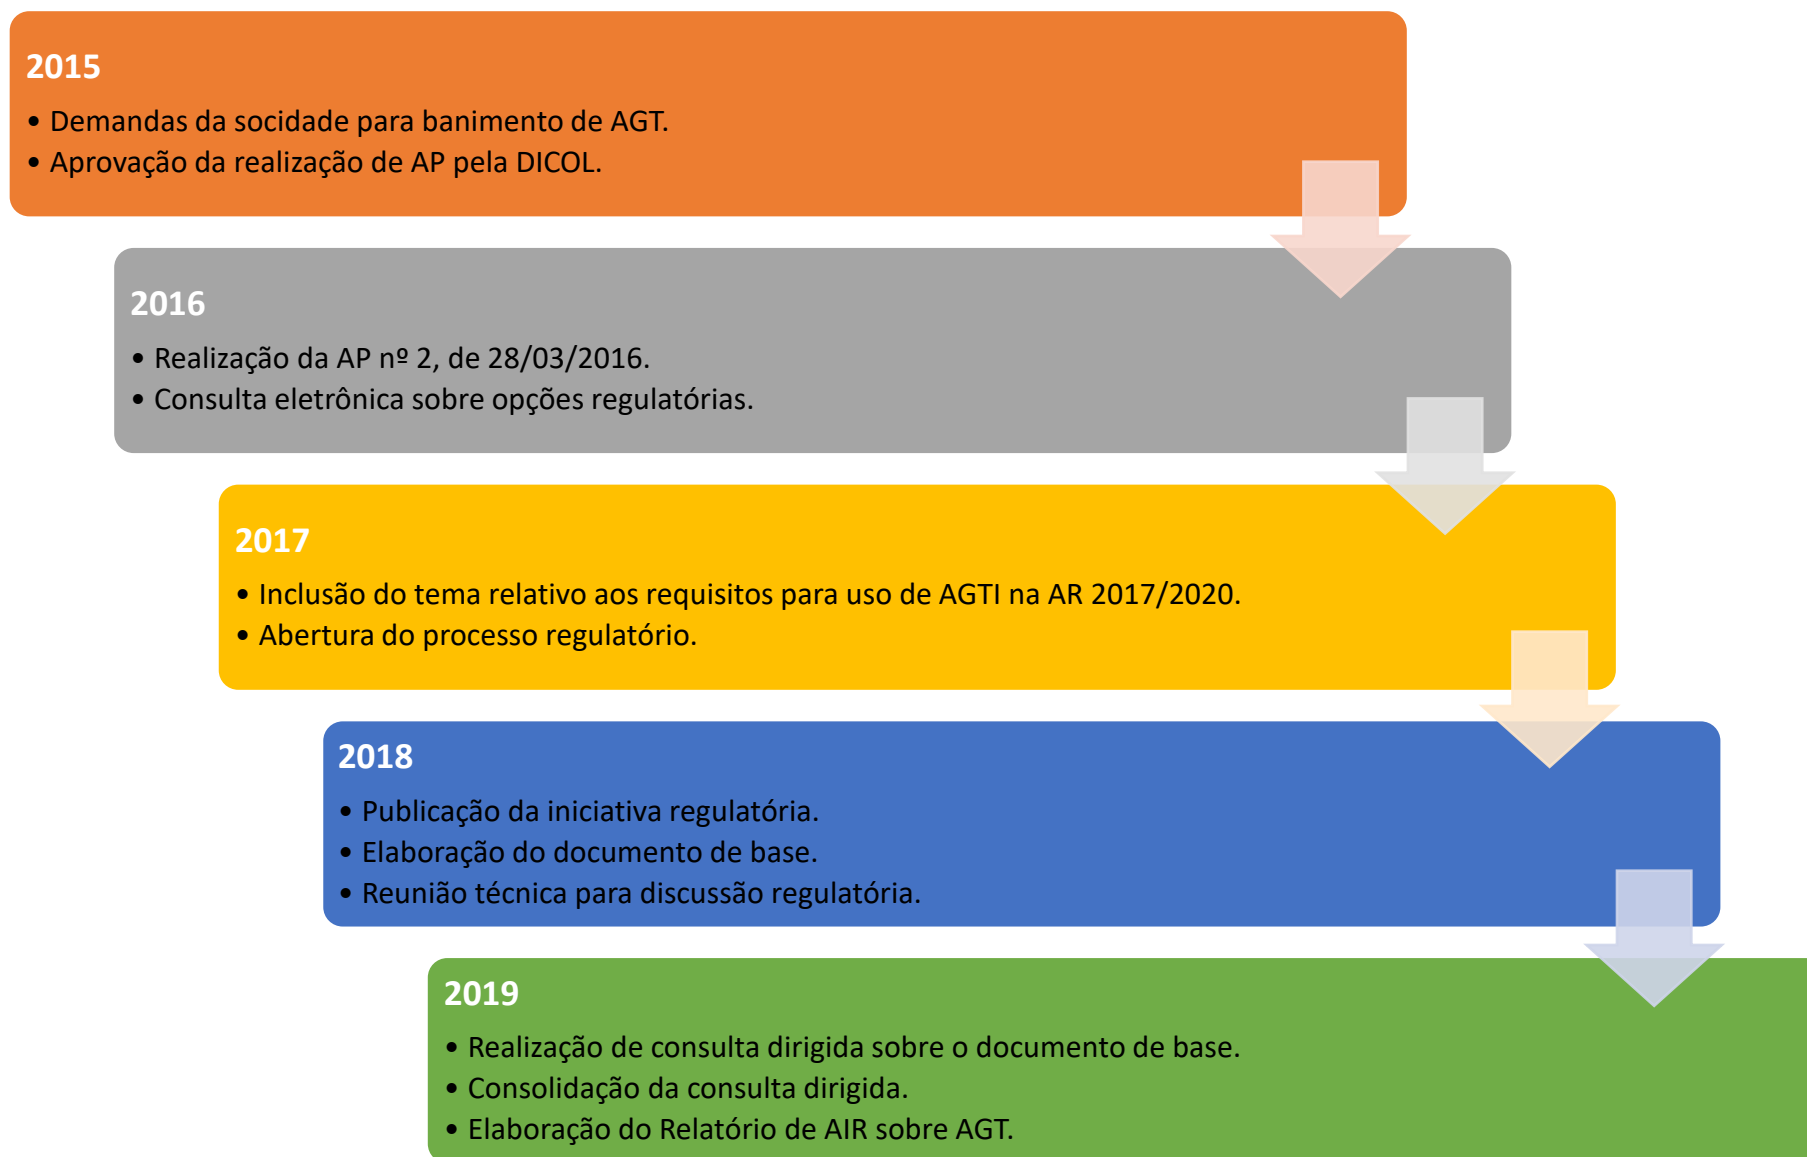 2015
• Demandas da socidade para banimento de AGT.
• Aprovação da realização de AP pela DICOL.
2016
• Realização da AP nº 2, de 28/03/2016.
• Consulta eletrônica sobre opções regulatórias.
2017
• Inclusão do tema relativo aos requisitos para uso de AGTI na AR 2017/2020.
• Abertura do processo regulatório.
2018
• Publicação da iniciativa regulatória.
• Elaboração do documento de base.
• Reunião técnica para discussão regulatória.
2019
• Realização de consulta dirigida sobre o documento de base.
• Consolidação da consulta dirigida.
• Elaboração do Relatório de AIR sobre AGT.